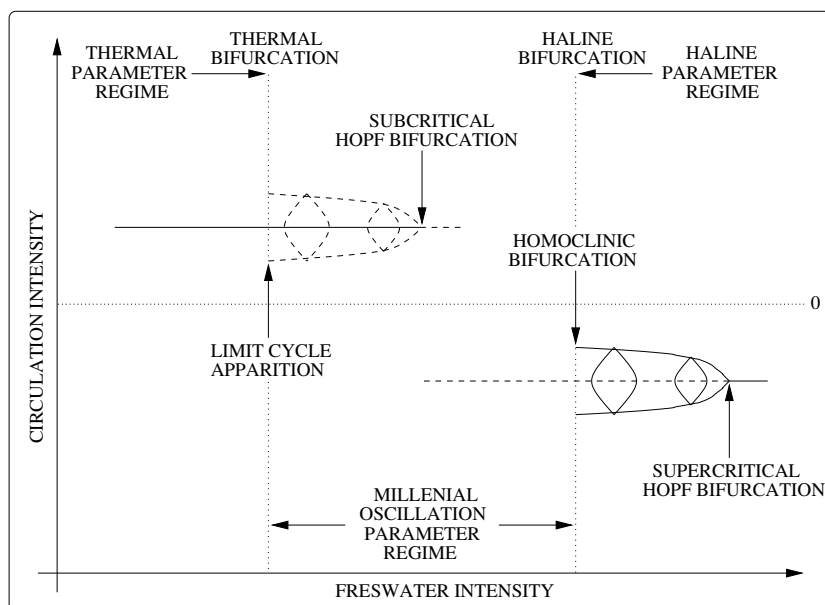 THERMAL
PARAMETER
REGIME
THERMAL
BIFURCATION
HALINE
BIFURCATION
HALINE
PARAMETER
REGIME
SUBCRITICAL
HOPF BIFURCATION
HOMOCLINIC
BIFURCATION
0
CIRCULATION INTENSITY
LIMIT CYCLE
APPARITION
SUPERCRITICAL
HOPF BIFURCATION
MILLENIAL
OSCILLATION
PARAMETER
REGIME
FRESWATER INTENSITY